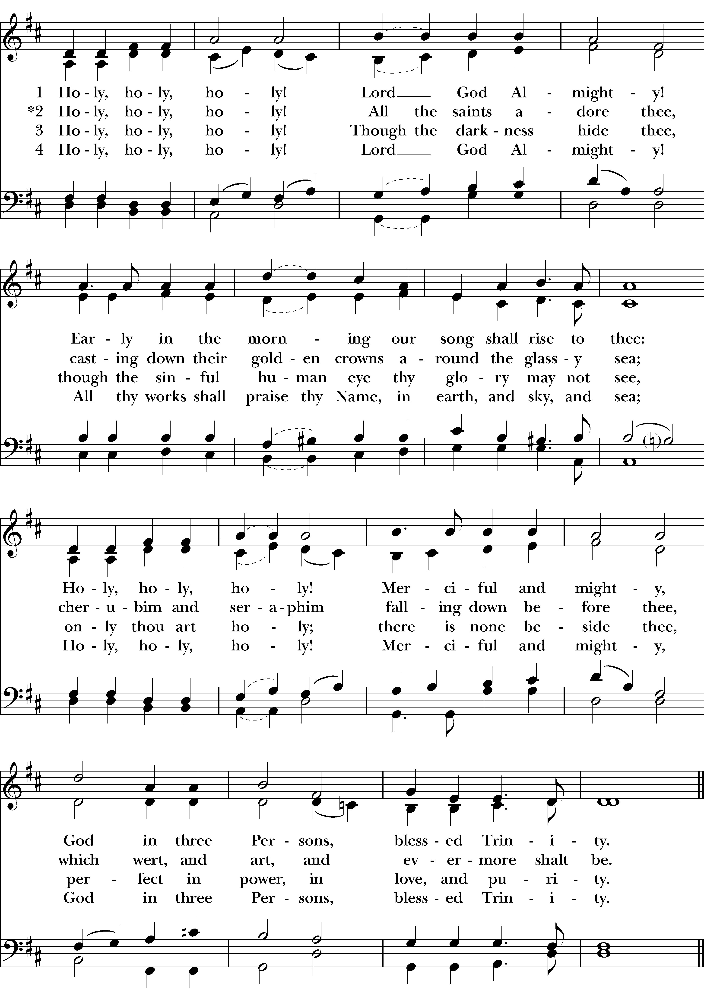 1 Ho - ly, ho - ly, ho - ly! Lord God Al - might - y!
*2 Ho - ly, ho - ly, ho - ly! All the saints a - dore thee,
3 Ho - ly, ho - ly, ho - ly! Though the dark - ness hide thee,
4 Ho - ly, ho - ly, ho - ly! Lord God Al - might - y!
Ear - ly in the morn - ing our song shall rise to thee:
cast - ing down their gold - en crowns a - round the glass - y sea;
though the sin - ful hu - man eye thy glo - ry may not see,
All thy works shall praise thy Name, in earth, and sky, and sea;
Ho - ly, ho - ly, ho - ly! Mer - ci - ful and might - y,
cher - u - bim and ser - a - phim fall - ing down be - fore thee,
on - ly thou art ho - ly; there is none be - side thee,
Ho - ly, ho - ly, ho - ly! Mer - ci - ful and might - y,
God in three Per - sons, bless - ed Trin - i - ty.
which wert, and art, and ev - er - more shalt be.
per - fect in power, in love, and pu - ri - ty.
God in three Per - sons, bless - ed Trin - i - ty.